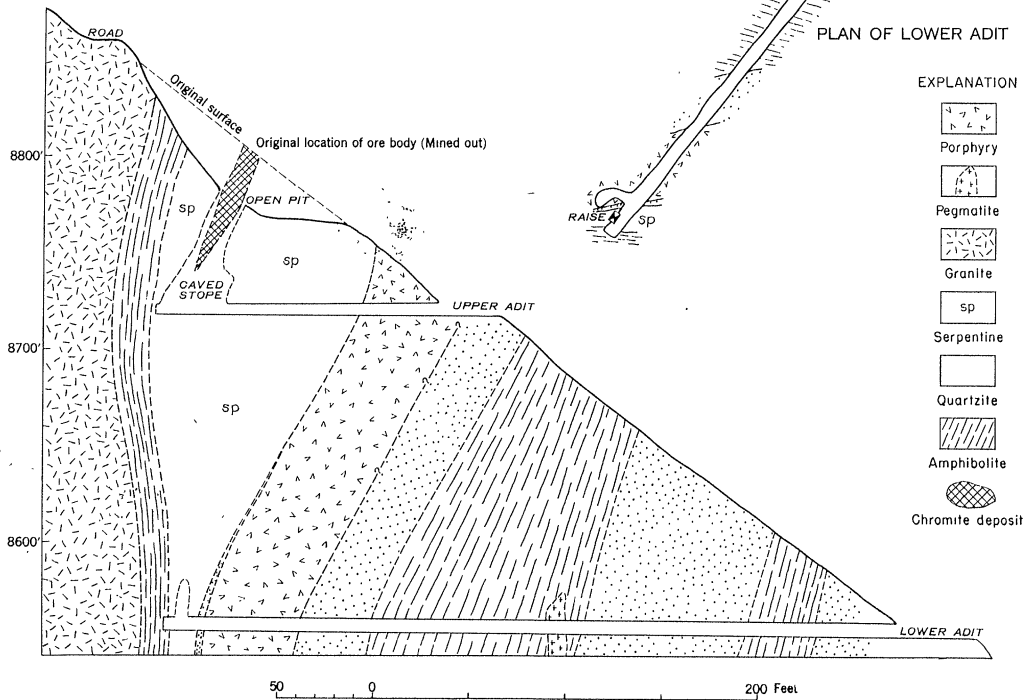 ROAD
Original surface
Original location of ore body (Mined out)
8800'
sp
OPEN PIT
sp
CAVED
STOPE
UPPER ADIT
8700'
sp
8600'
LOWER ADIT
50 0 200 Feet
RAISE
sp
PLAN OF LOWER ADIT
EXPLANATION
Porphyry
Pegmatite
Granite
sp
Serpentine
Quartzite
Amphibolite
Chromite deposit